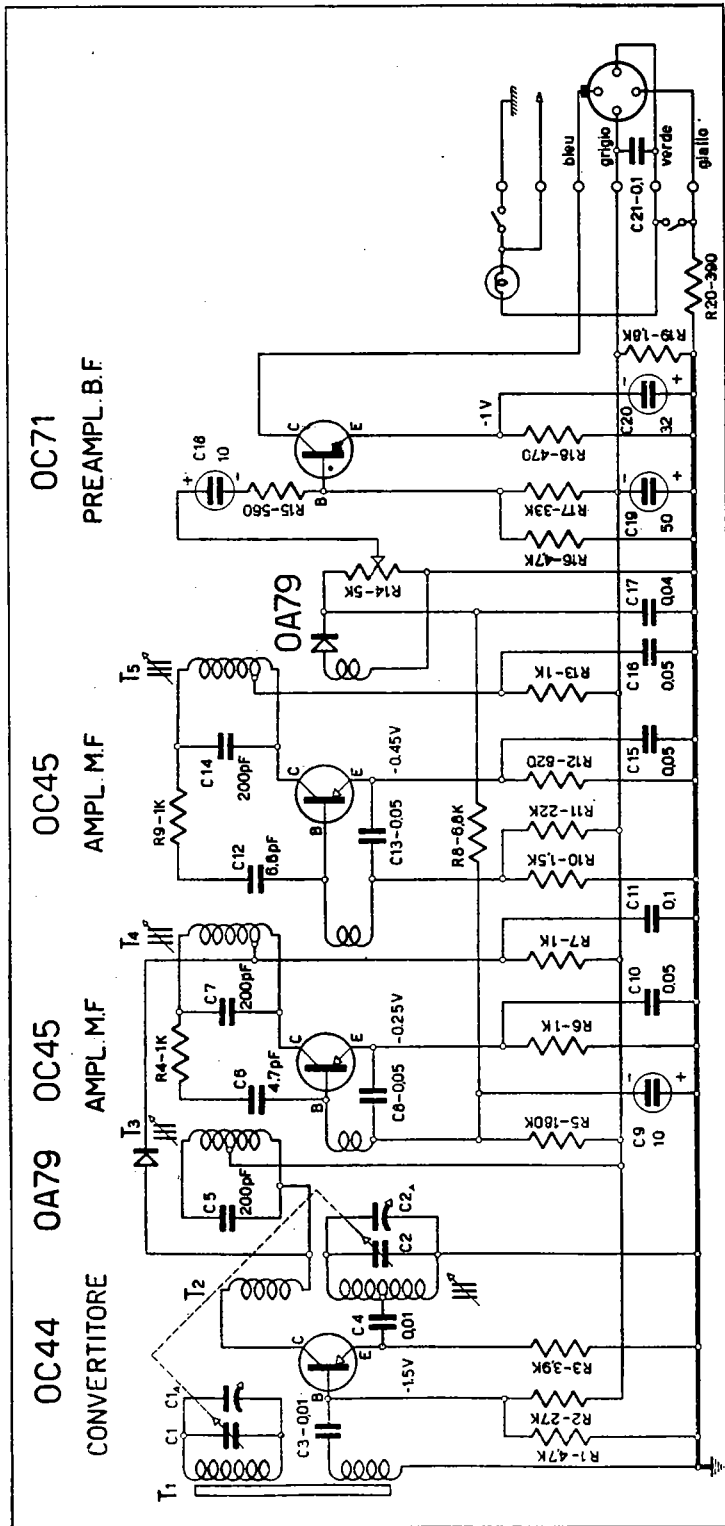 OC44
OA79
OC45
OC45
OC71
CONVERTITORE
AMPL. M.F
AMPL. M.F
PREAMPL. B.F.
T1
C1
C1A
T2
T3
C5
200pF
C2
C2A
C4
0,01
C3-0,01
B
C
E
-1.5V
R1-4,7K
R2-27K
R3-3,9K
R4-1K
C6
4.7pF
C7
200pF
T4
B
C
E
-0.25V
C8-0,05
R5-180K
C9
10
-
+
R6-1K
C10
0,05
R7-1K
C11
0,1
R8-6,8K
R9-1K
C12
6,8pF
C14
200pF
T5
B
C
E
-0.45V
C13-0,05
R10-1,5K
R11-22K
R12-820
C15
0,05
R13-1K
C16
0,05
C17
0,04
OA79
R14-5K
C18
10
+
-
R15-560
B
C
E
-1V
R16-4,7K
R17-33K
C19
50
-
+
R18-470
C20
32
-
+
R19-1,8K
R20-390
C21-0,1
bleu
grigio
verde
giallo